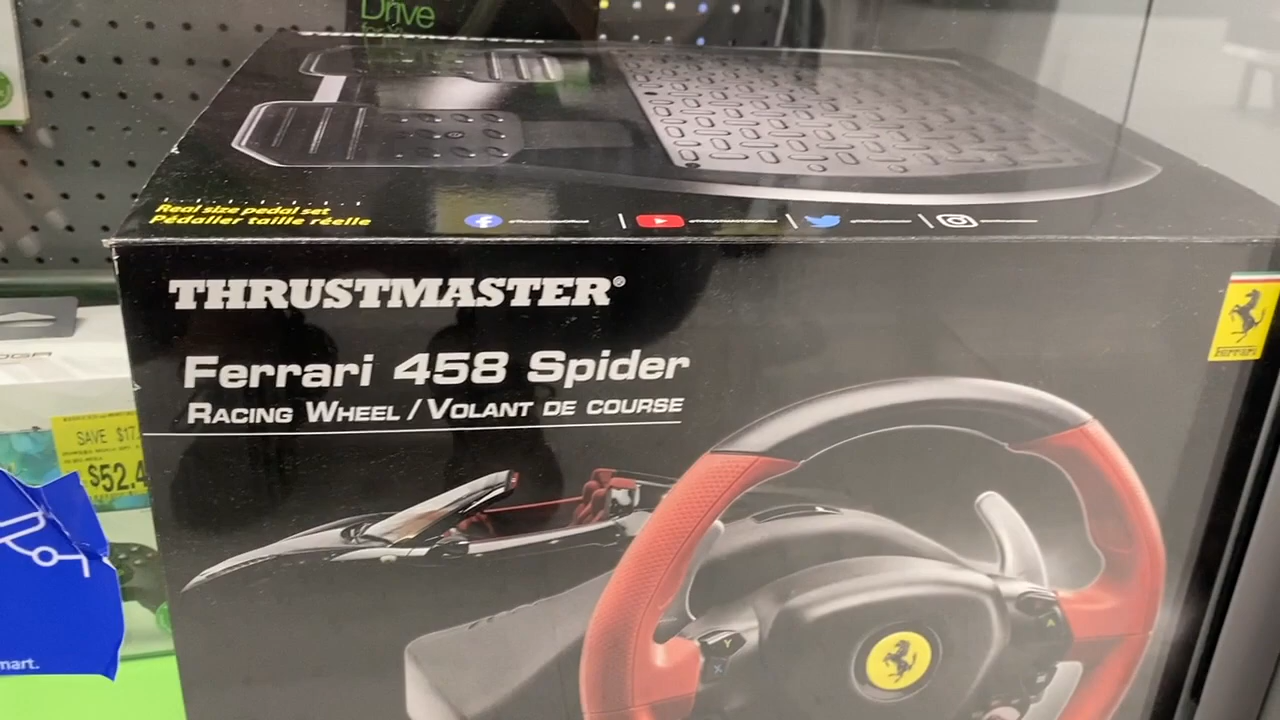 Drive
Real size pedal set
Pédalier taille réelle
THRUSTMASTER®
Ferrari 458 Spider
RACING WHEEL / VOLANT DE COURSE
Ferrari
SAVE $17
$52.4
mart.
Y
X
A